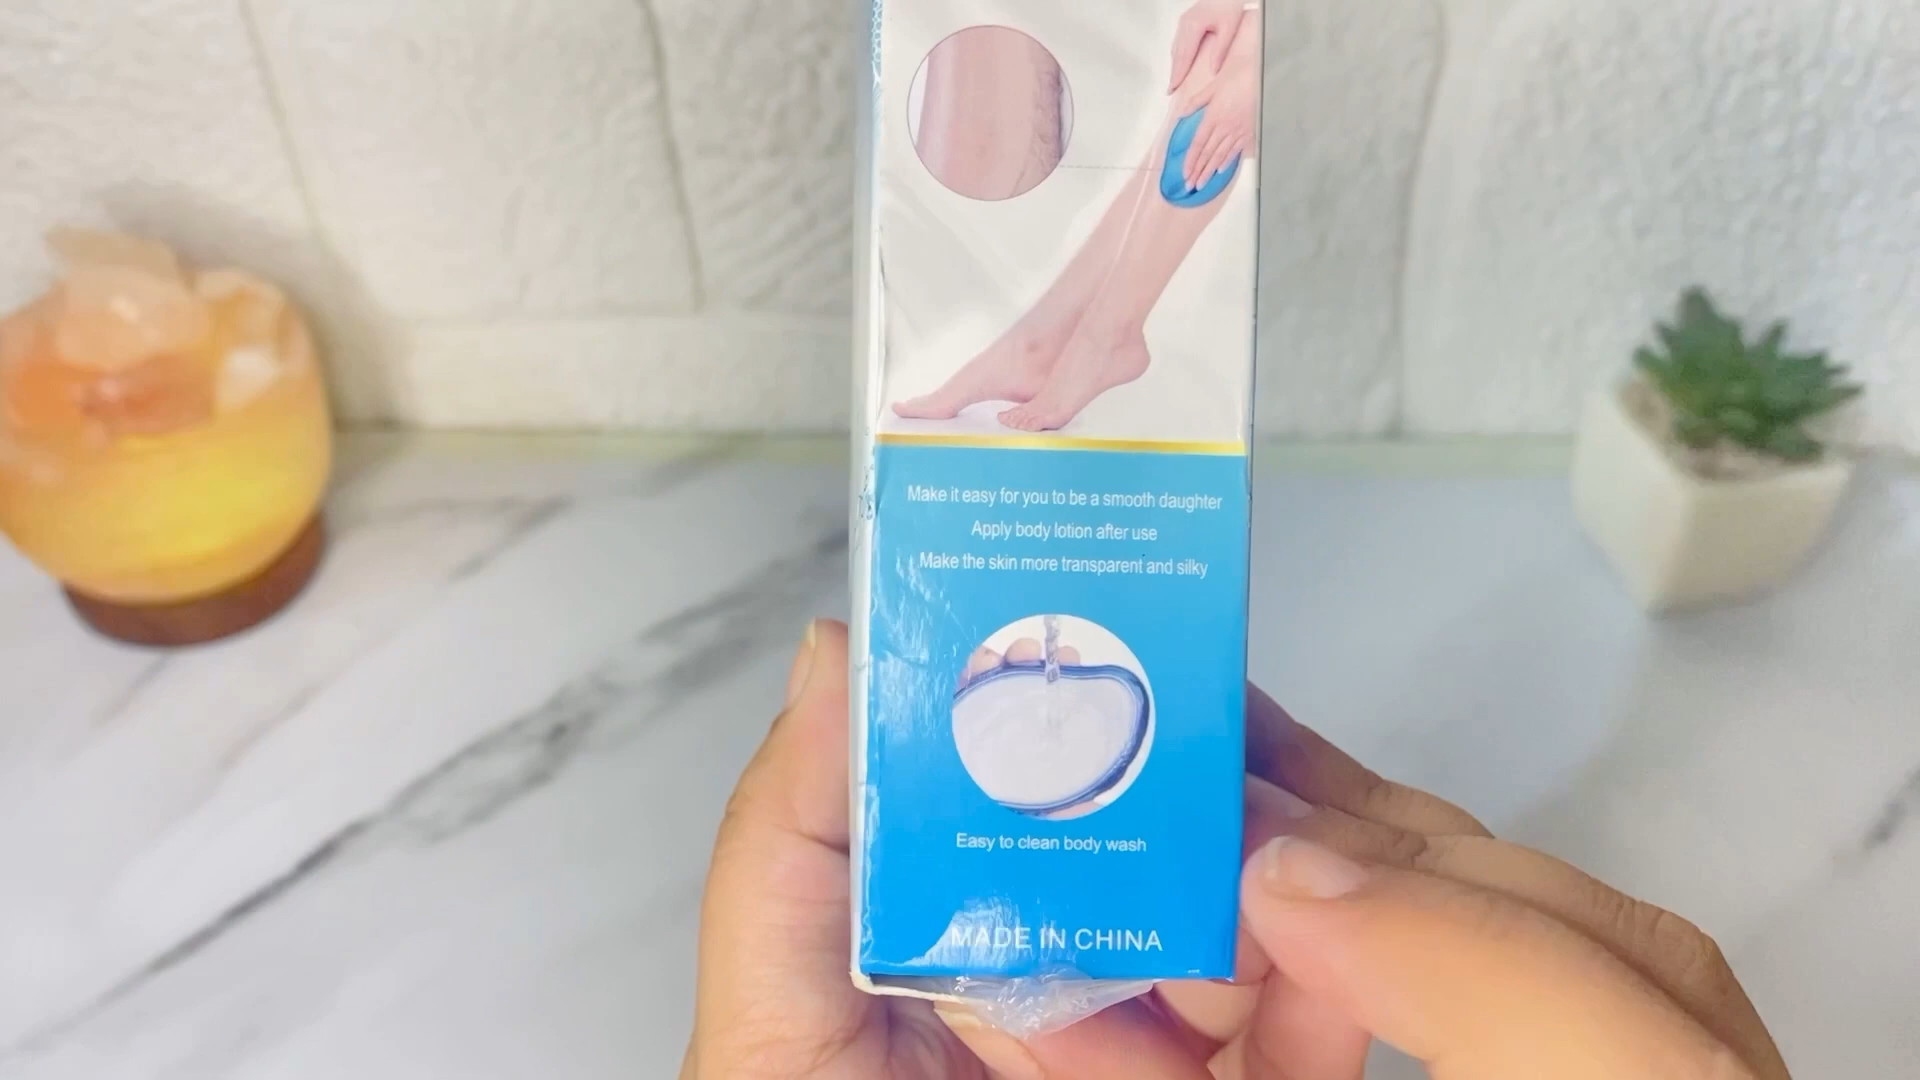 Make it easy for you to be a smooth daughter
Apply body lotion after use
Make the skin more transparent and silky
Easy to clean body wash
MADE IN CHINA